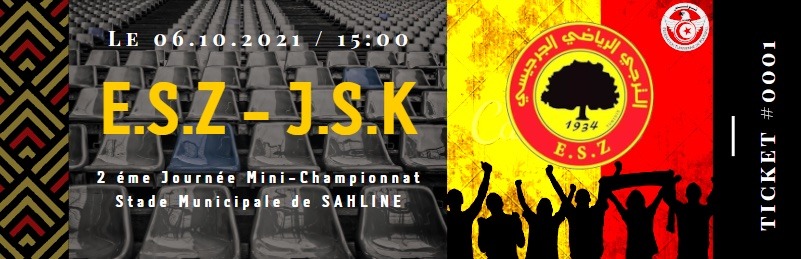 LE 06.10.2021 / 15:00
E.S.Z – J.S.K
2 éme Journée Mini-Championnat
Stade Municipale de SAHLINE
الترجي الرياضي الجرجيسي
1934
E.S.Z
TICKET #0001